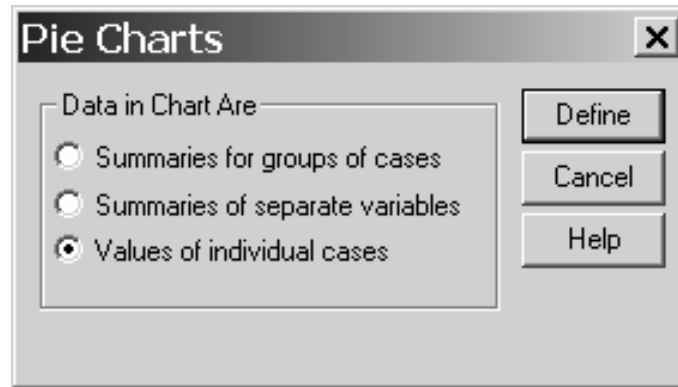 Pie Charts
Data in Chart Are
Summaries for groups of cases
Summaries of separate variables
Values of individual cases
Define
Cancel
Help